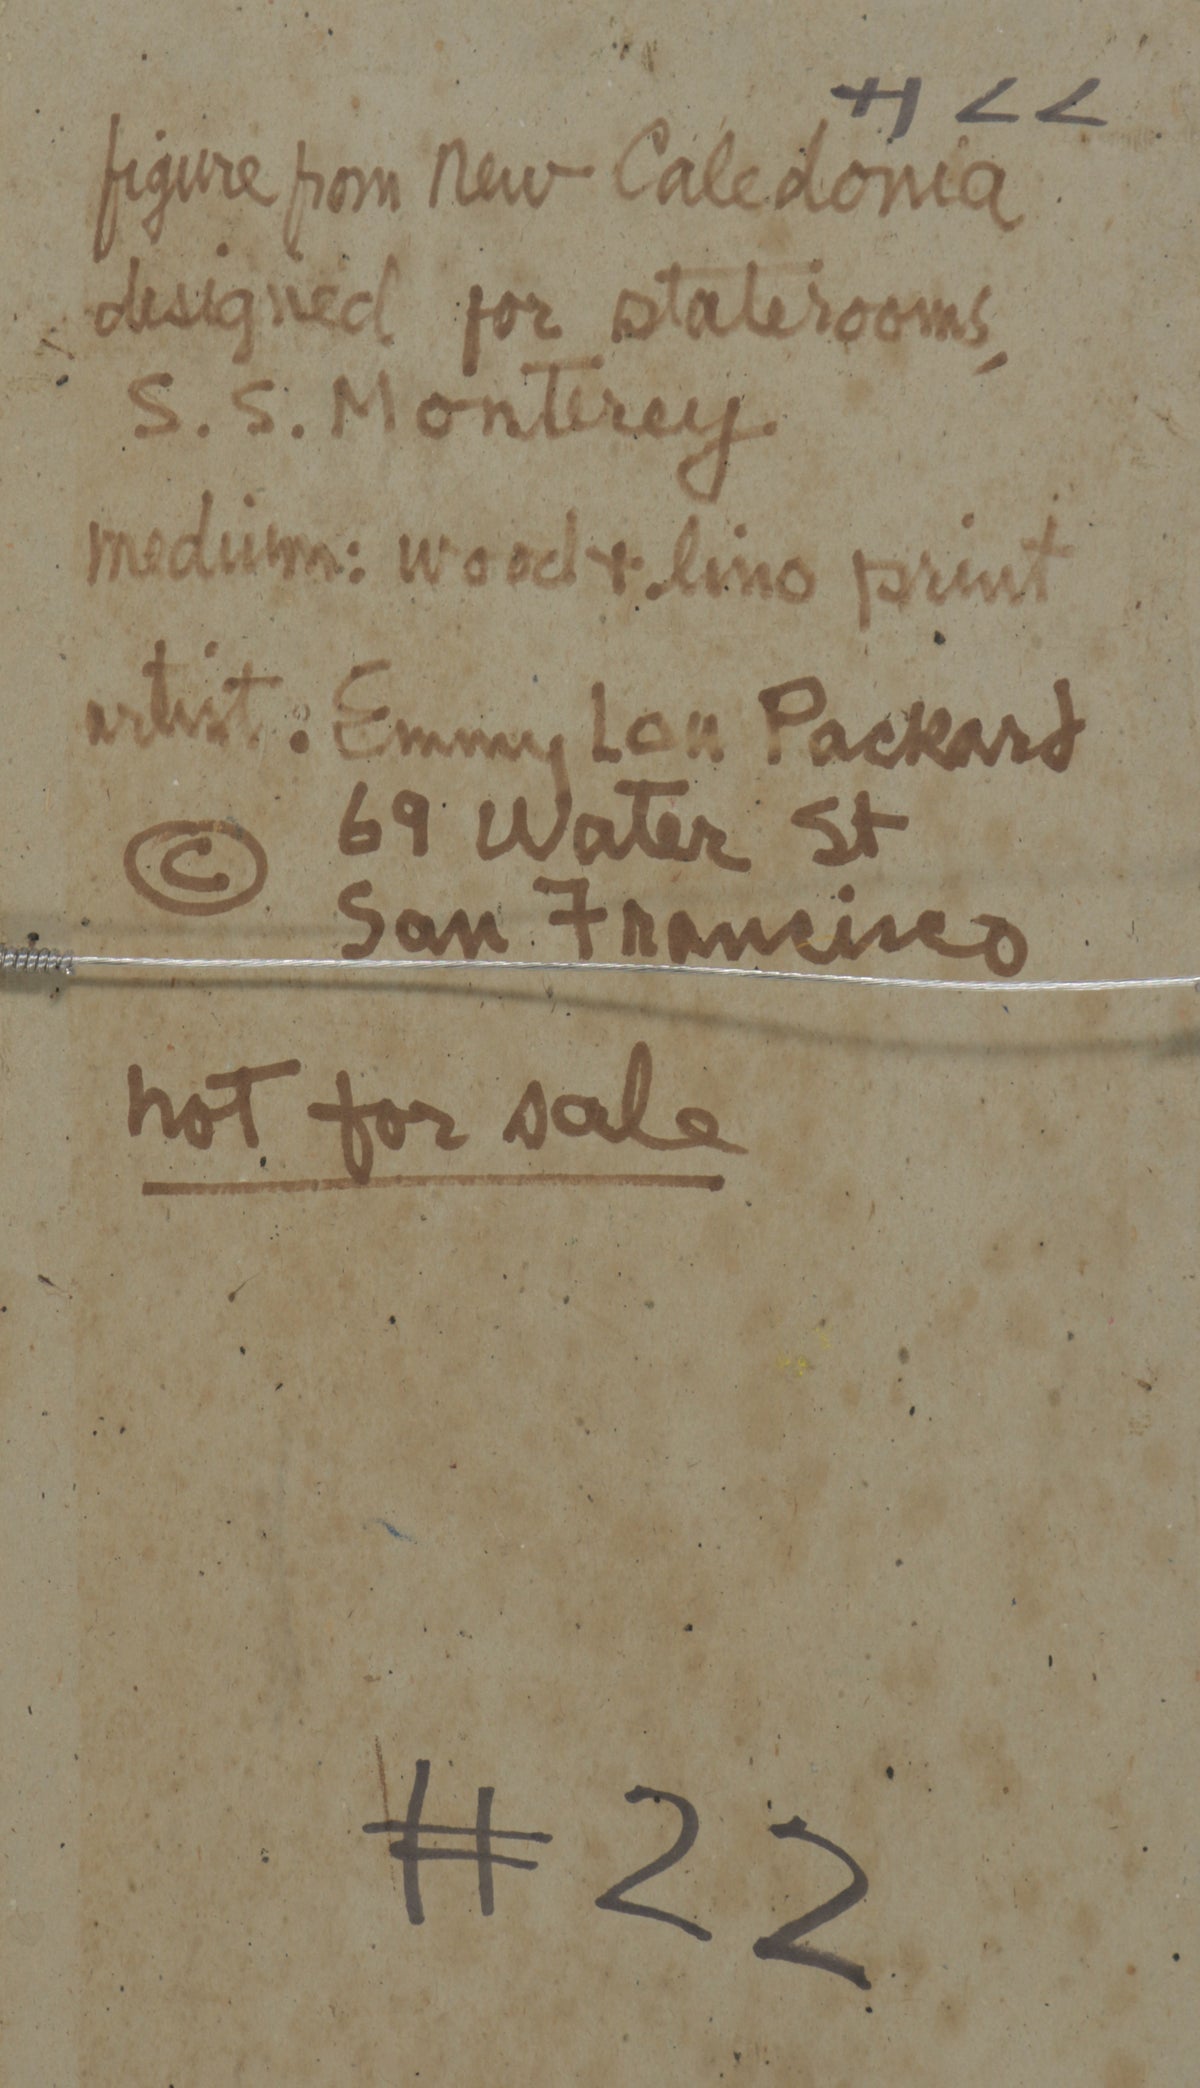 # 22
figure from New Caledonia
designed for staterooms,
S. S. Monterey.
medium: wood + lino print
artist: Emmy Lou Packard
© 69 Water St
San Francisco
not for sale
# 22